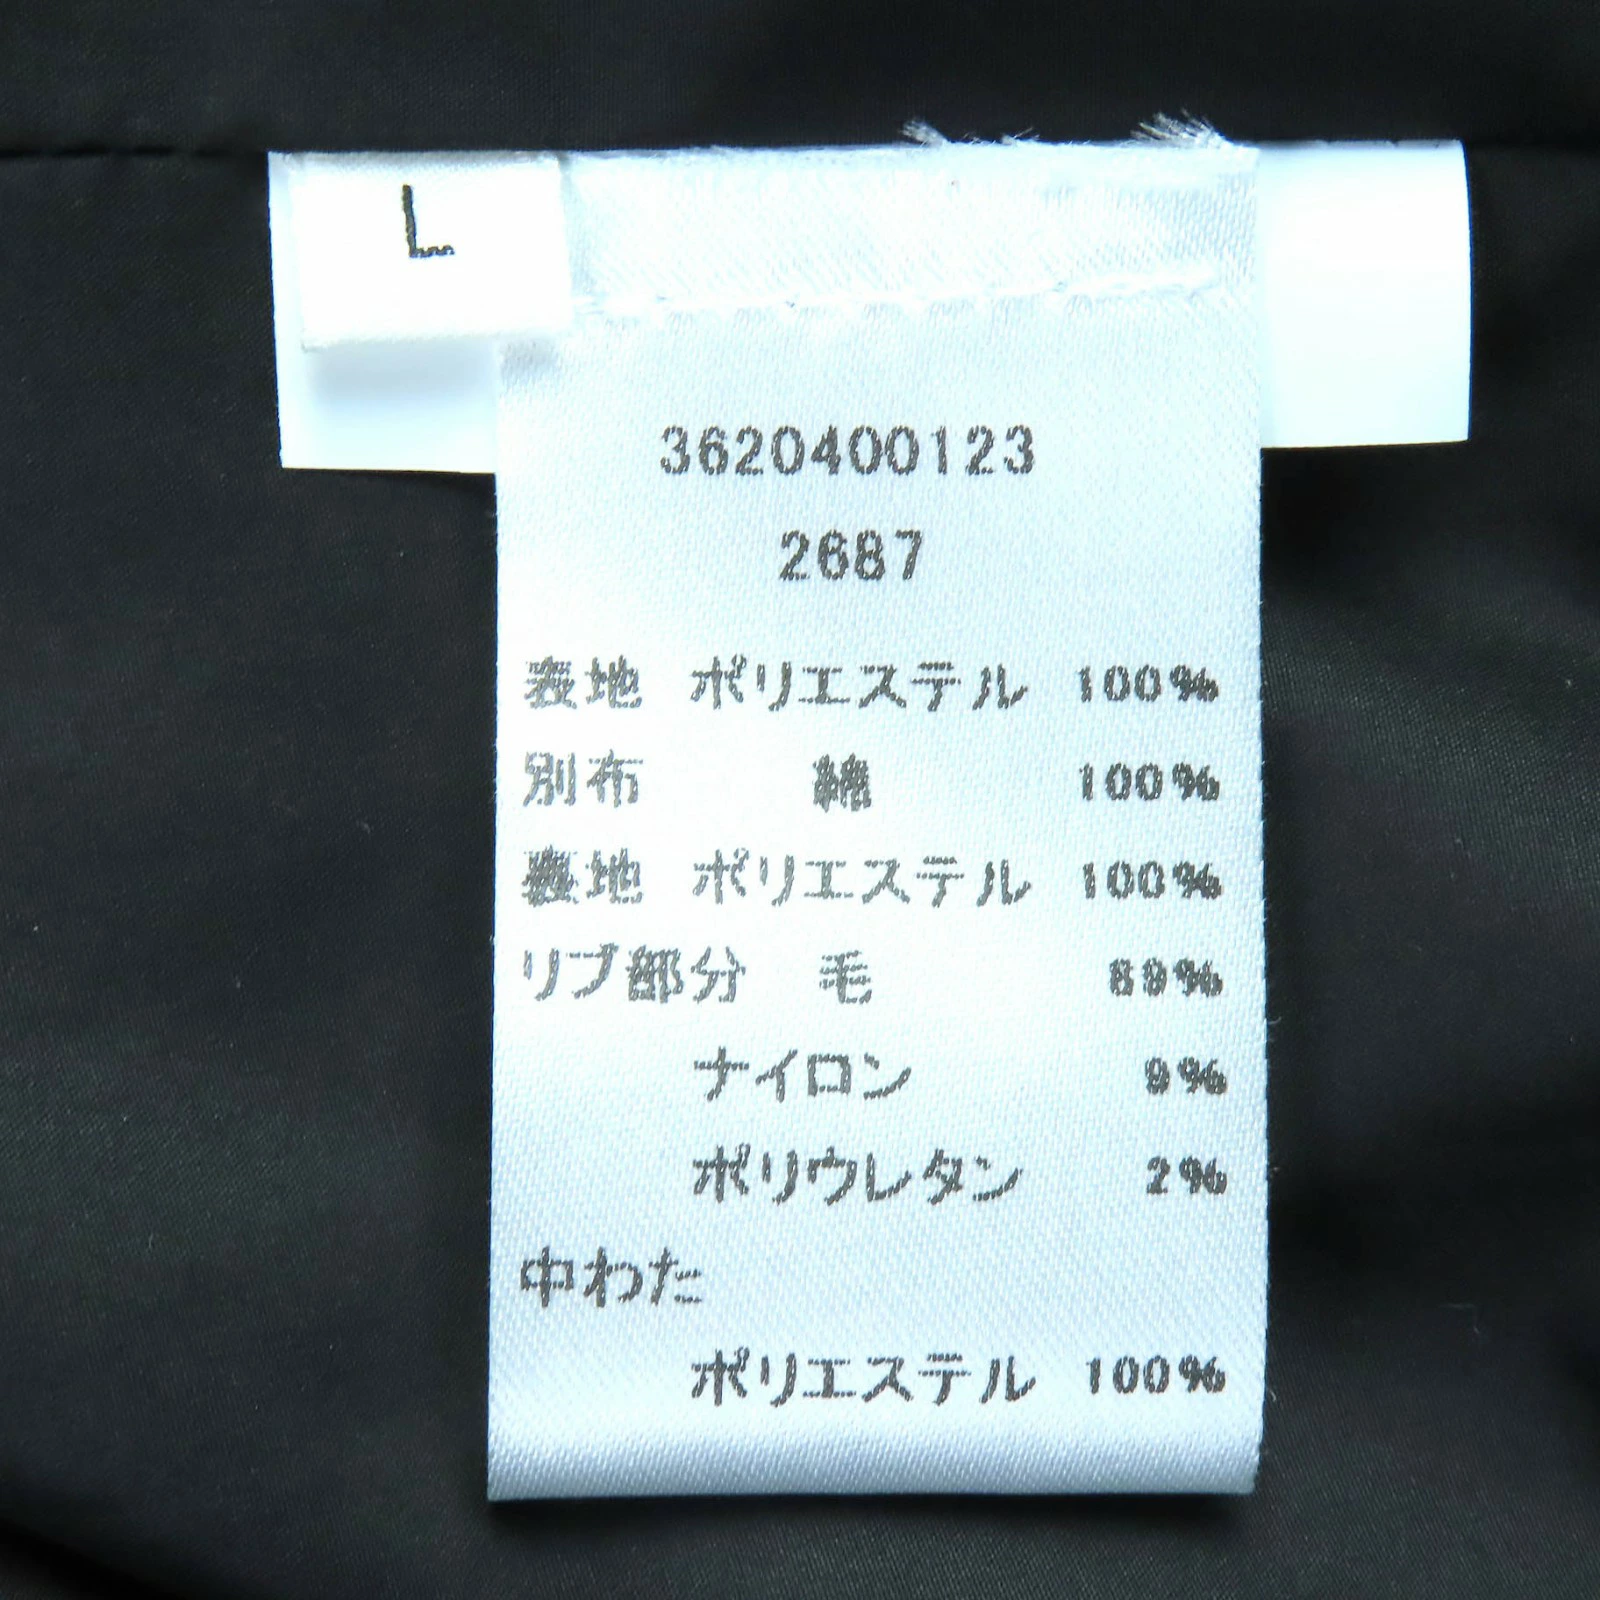 L
3620400123
2687
表地 ポリエステル 100%
別布 綿 100%
裏地 ポリエステル 100%
リブ部分 毛 89%
ナイロン 9%
ポリウレタン 2%
中わた
ポリエステル 100%